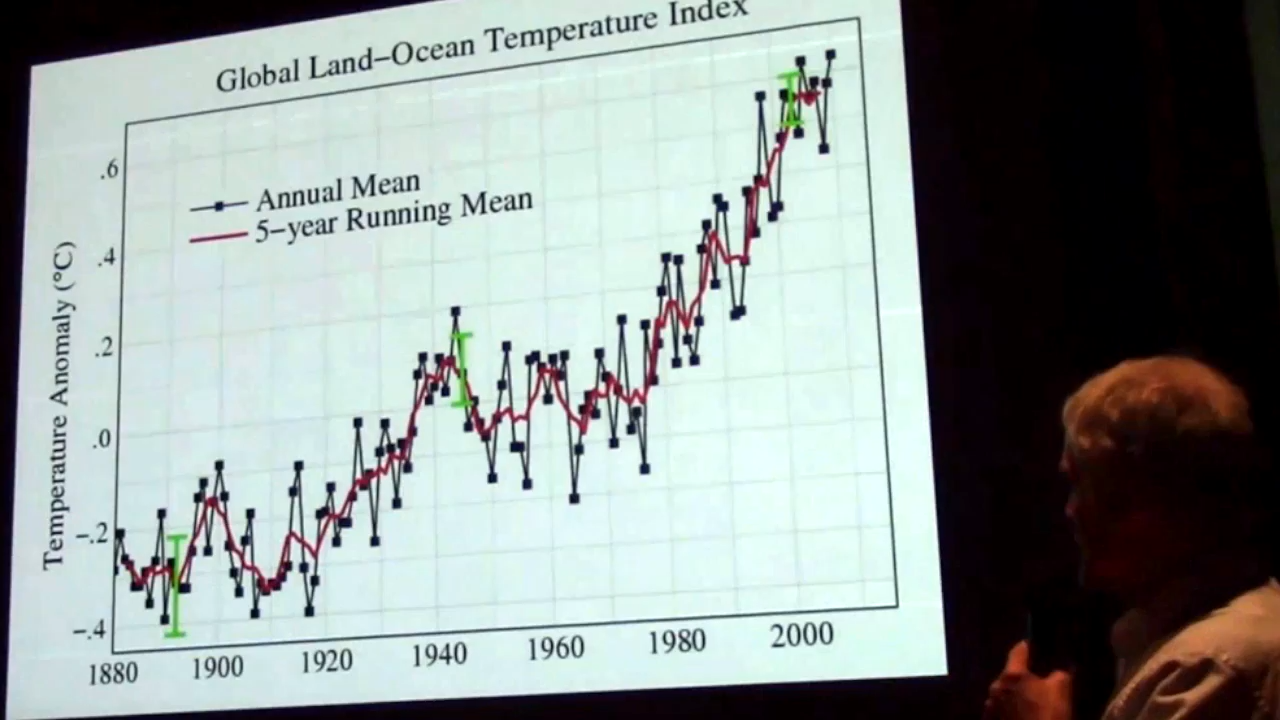 Global Land−Ocean Temperature Index
Annual Mean
5−year Running Mean
Temperature Anomaly (°C)
.6
.4
.2
.0
−.2
−.4
1880 1900 1920 1940 1960 1980 2000